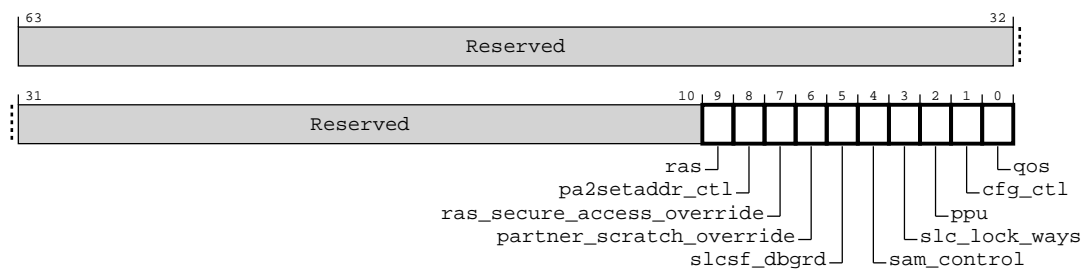 63 32
Reserved
31 10 9 8 7 6 5 4 3 2 1 0
Reserved
ras qos
pa2setaddr_ctl cfg_ctl
ras_secure_access_override ppu
partner_scratch_override slc_lock_ways
slcsf_dbgrd sam_control